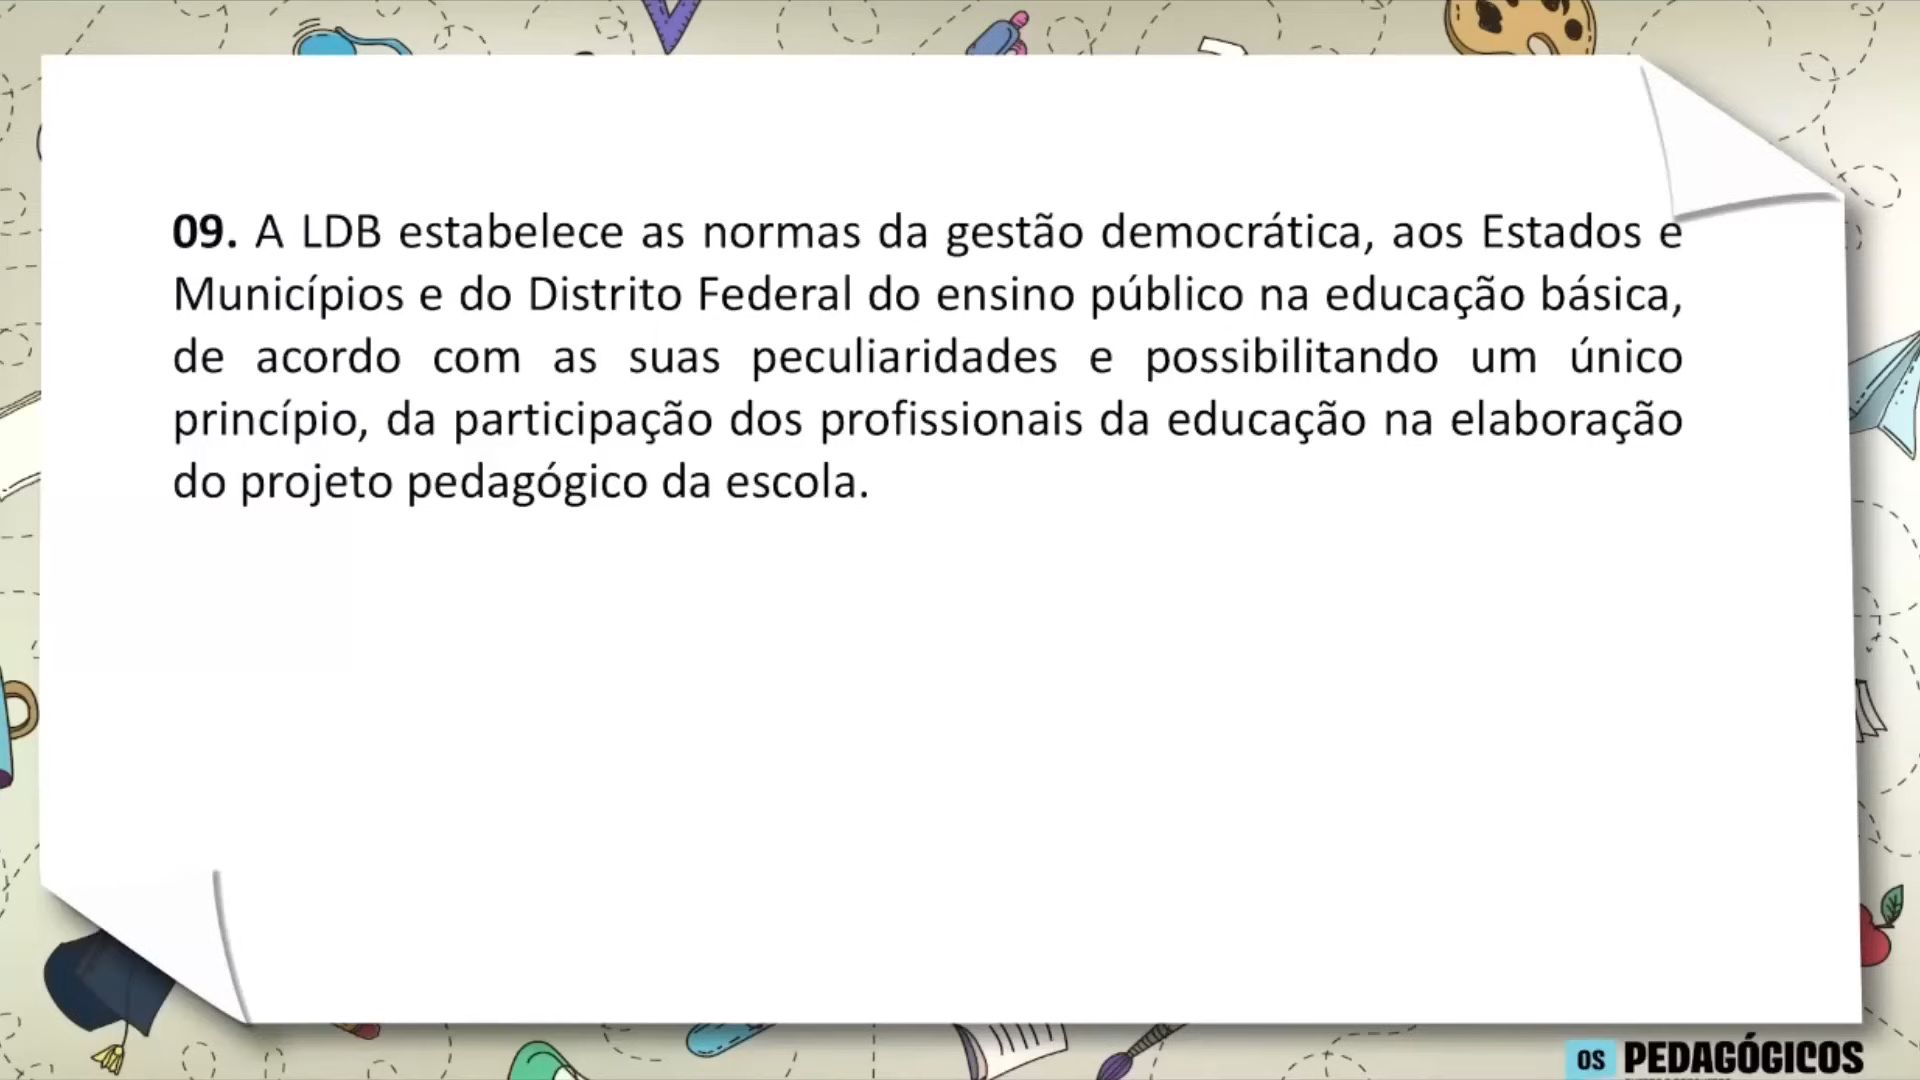 09. A LDB estabelece as normas da gestão democrática, aos Estados e
Municípios e do Distrito Federal do ensino público na educação básica,
de acordo com as suas peculiaridades e possibilitando um único
princípio, da participação dos profissionais da educação na elaboração
do projeto pedagógico da escola.
OS PEDAGÓGICOS